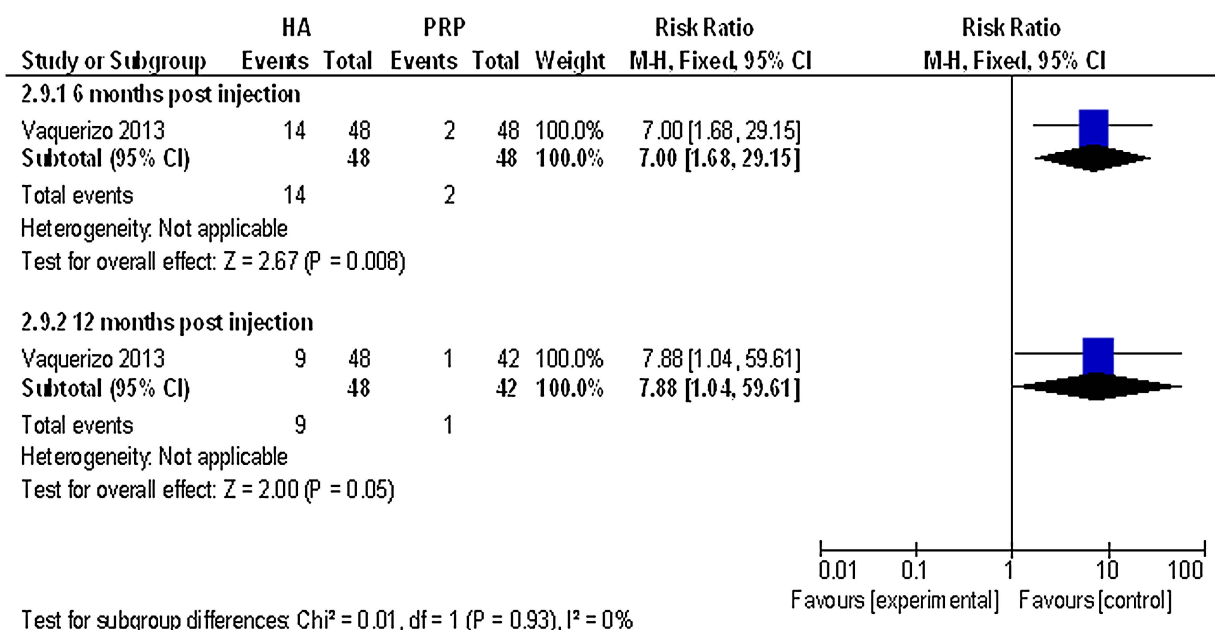 HA PRP Risk Ratio Risk Ratio
Study or Subgroup Events Total Events Total Weight M-H, Fixed, 95% CI M-H, Fixed, 95% CI
2.9.1 6 months post injection
Vaquerizo 2013 14 48 2 48 100.0% 7.00 [1.68, 29.15]
Subtotal (95% CI) 48 48 100.0% 7.00 [1.68, 29.15]
Total events 14 2
Heterogeneity: Not applicable
Test for overall effect: Z = 2.67 (P = 0.008)
2.9.2 12 months post injection
Vaquerizo 2013 9 48 1 42 100.0% 7.88 [1.04, 59.61]
Subtotal (95% CI) 48 42 100.0% 7.88 [1.04, 59.61]
Total events 9 1
Heterogeneity: Not applicable
Test for overall effect: Z = 2.00 (P = 0.05)
0.01 0.1 1 10 100
Favours [experimental] Favours [control]
Test for subgroup differences: Chi² = 0.01, df = 1 (P = 0.93), I² = 0%